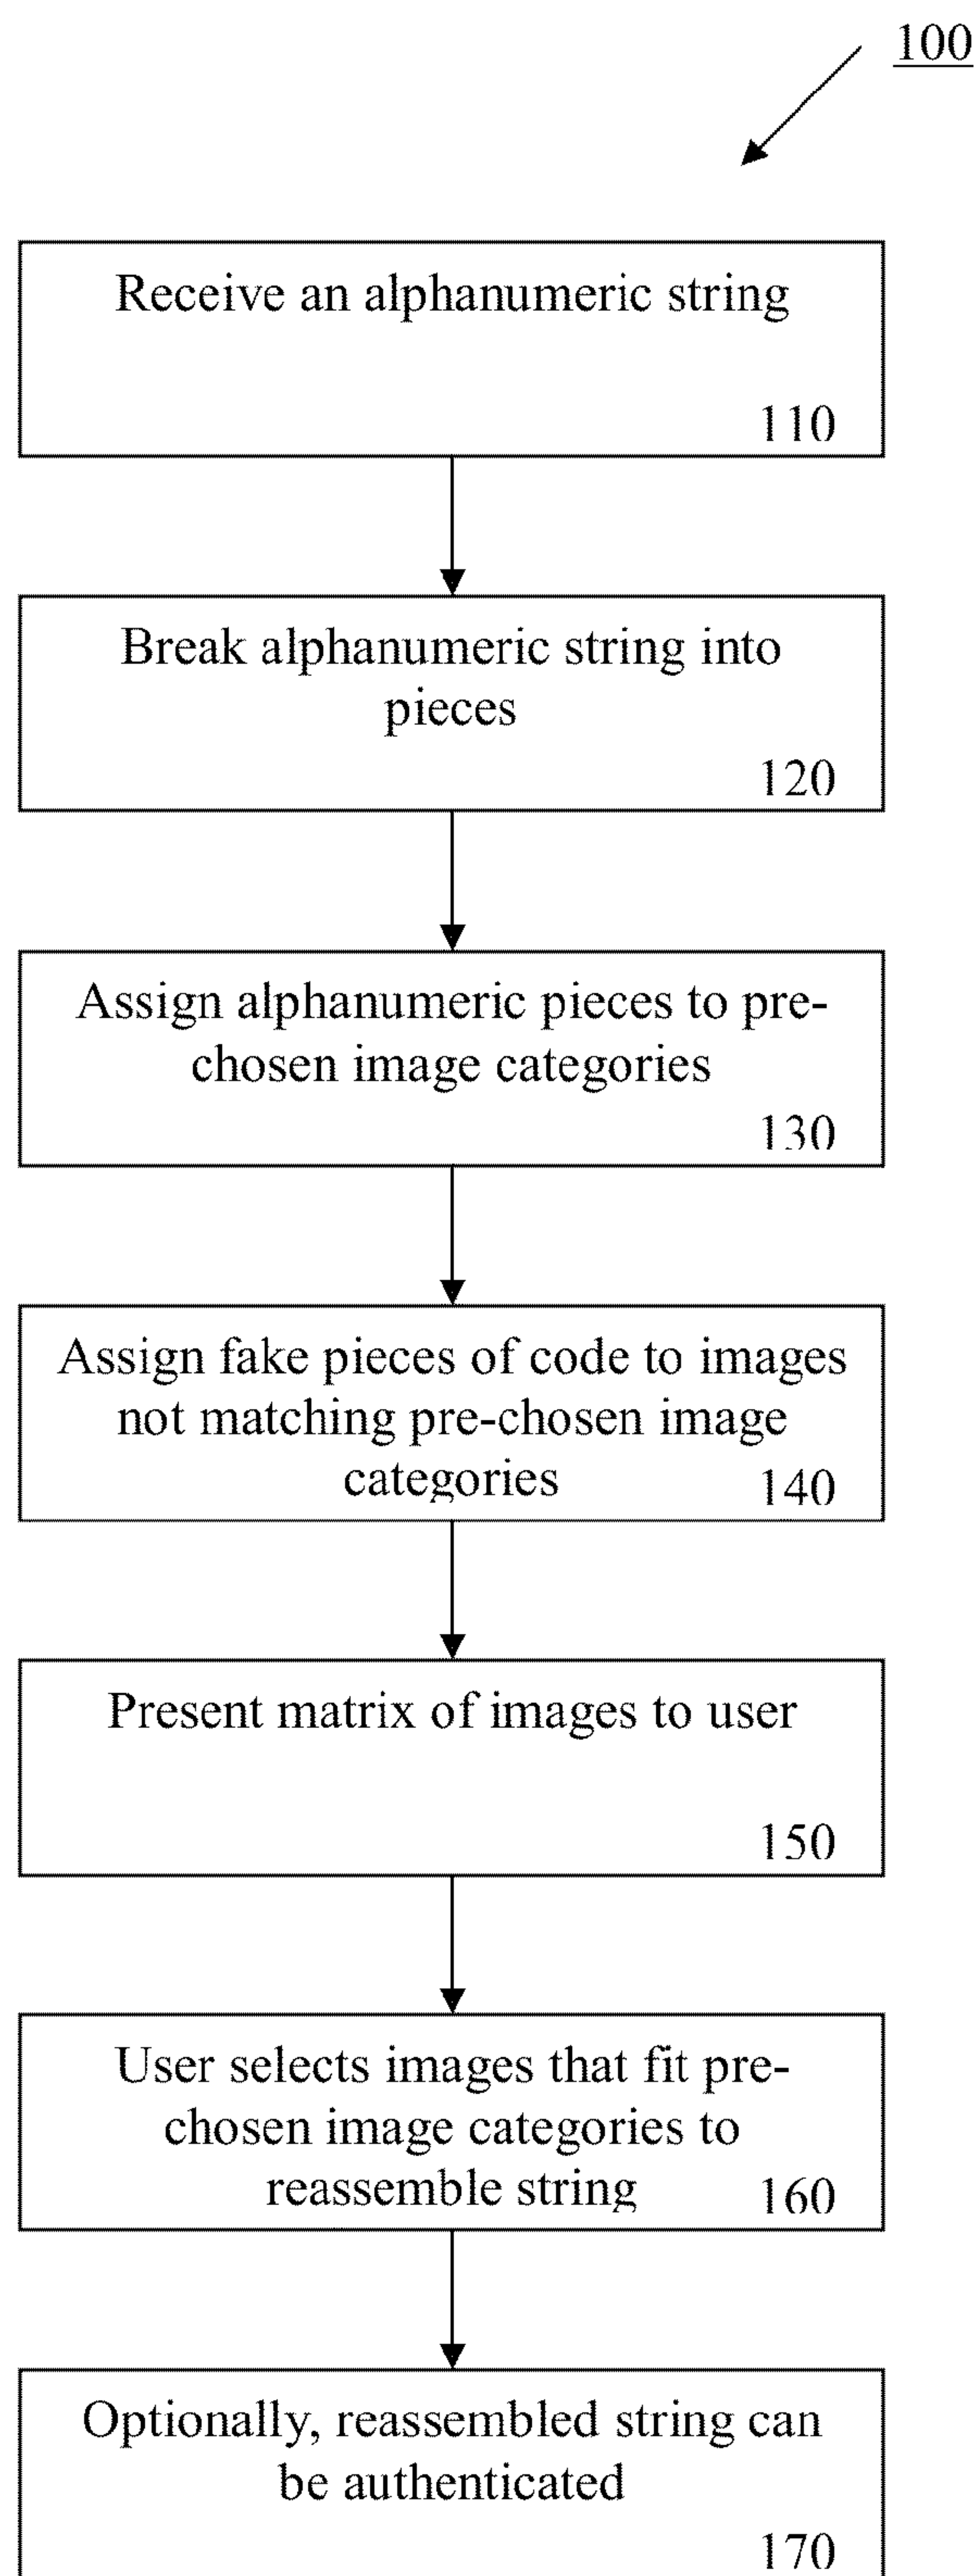 100
Receive an alphanumeric string
110
Break alphanumeric string into
pieces
120
Assign alphanumeric pieces to pre-
chosen image categories
130
Assign fake pieces of code to images
not matching pre-chosen image
categories
140
Present matrix of images to user
150
User selects images that fit pre-
chosen image categories to
reassemble string
160
Optionally, reassembled string can
be authenticated
170